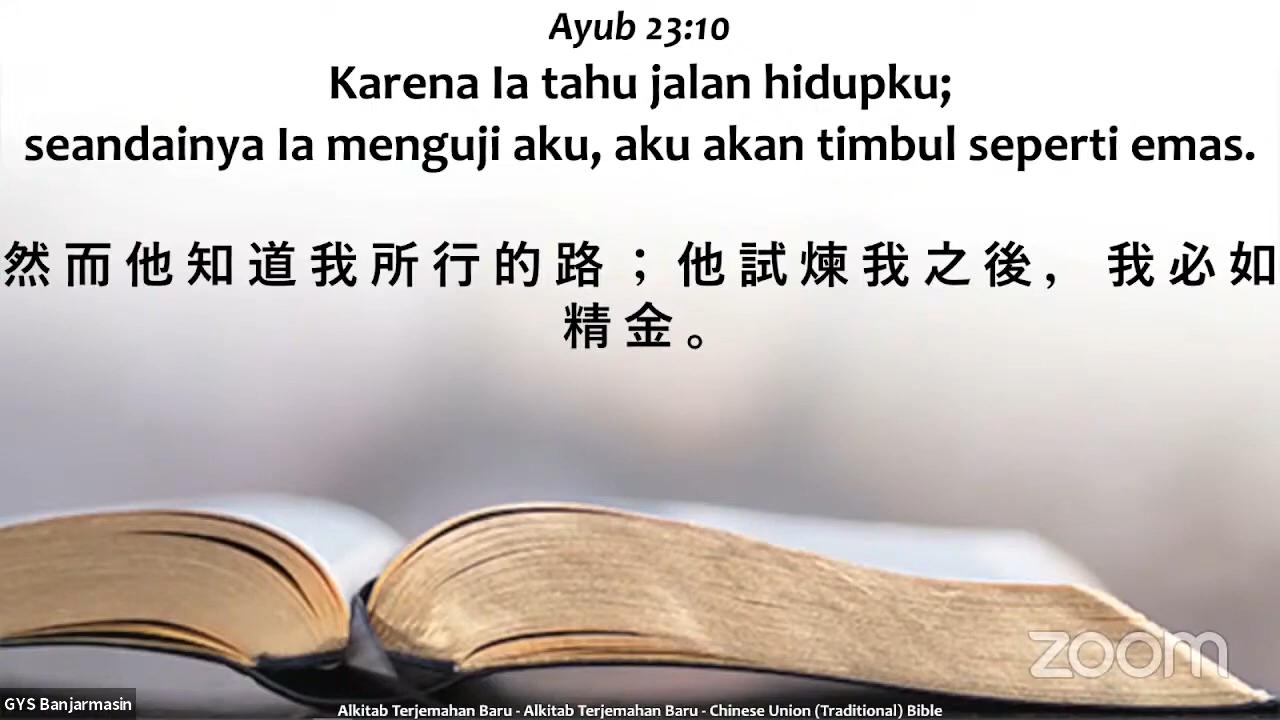 Ayub 23:10
Karena Ia tahu jalan hidupku;
seandainya Ia menguji aku, aku akan timbul seperti emas.
然而他知道我所行的路；他試煉我之後，我必如
精金。
zoom
GYS Banjarmasin
Alkitab Terjemahan Baru - Alkitab Terjemahan Baru - Chinese Union (Traditional) Bible